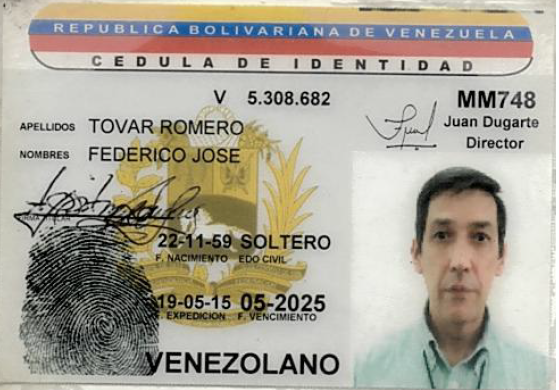 REPUBLICA BOLIVARIANA DE VENEZUELA
CEDULA DE IDENTIDAD
V 5.308.682
MM748
Juan Dugarte
Director
APELLIDOS TOVAR ROMERO
NOMBRES FEDERICO JOSE
22-11-59 SOLTERO
F. NACIMIENTO EDO CIVIL
19-05-15 05-2025
F. EXPEDICION F. VENCIMIENTO
VENEZOLANO